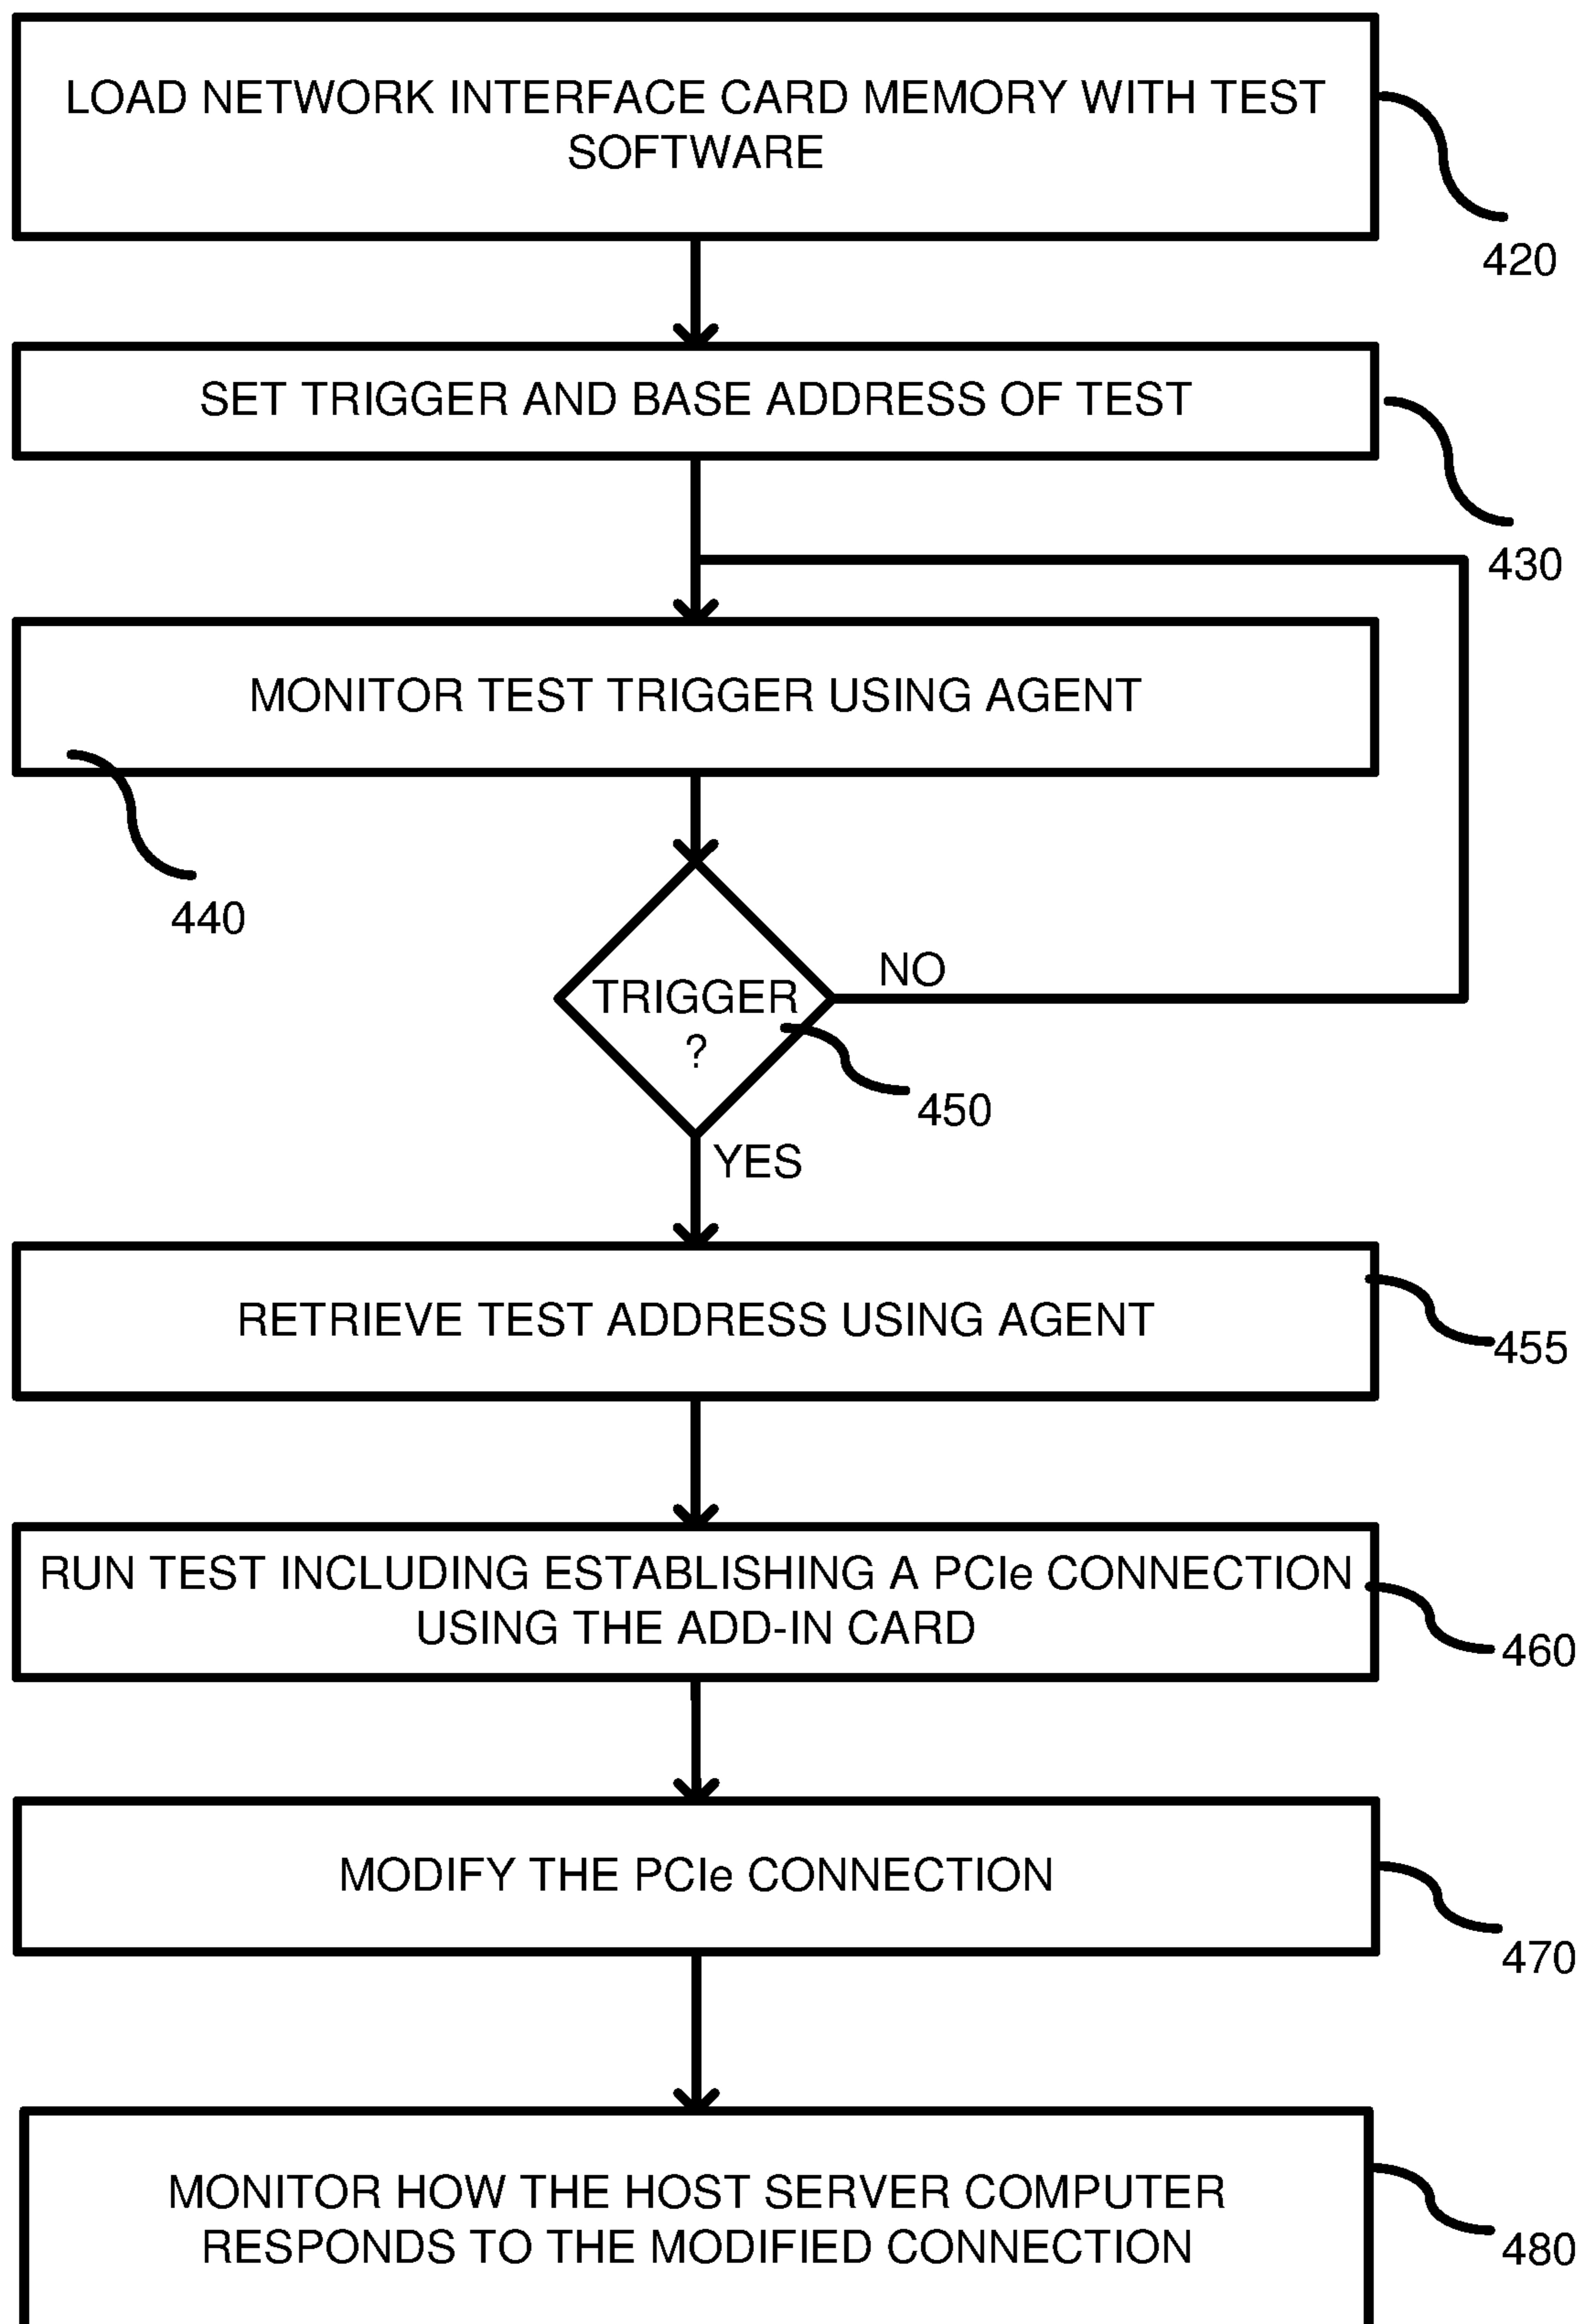 LOAD NETWORK INTERFACE CARD MEMORY WITH TEST
SOFTWARE
420
SET TRIGGER AND BASE ADDRESS OF TEST
430
MONITOR TEST TRIGGER USING AGENT
440
TRIGGER
?
NO
450
YES
RETRIEVE TEST ADDRESS USING AGENT
455
RUN TEST INCLUDING ESTABLISHING A PCIe CONNECTION
USING THE ADD-IN CARD
460
MODIFY THE PCIe CONNECTION
470
MONITOR HOW THE HOST SERVER COMPUTER
RESPONDS TO THE MODIFIED CONNECTION
480